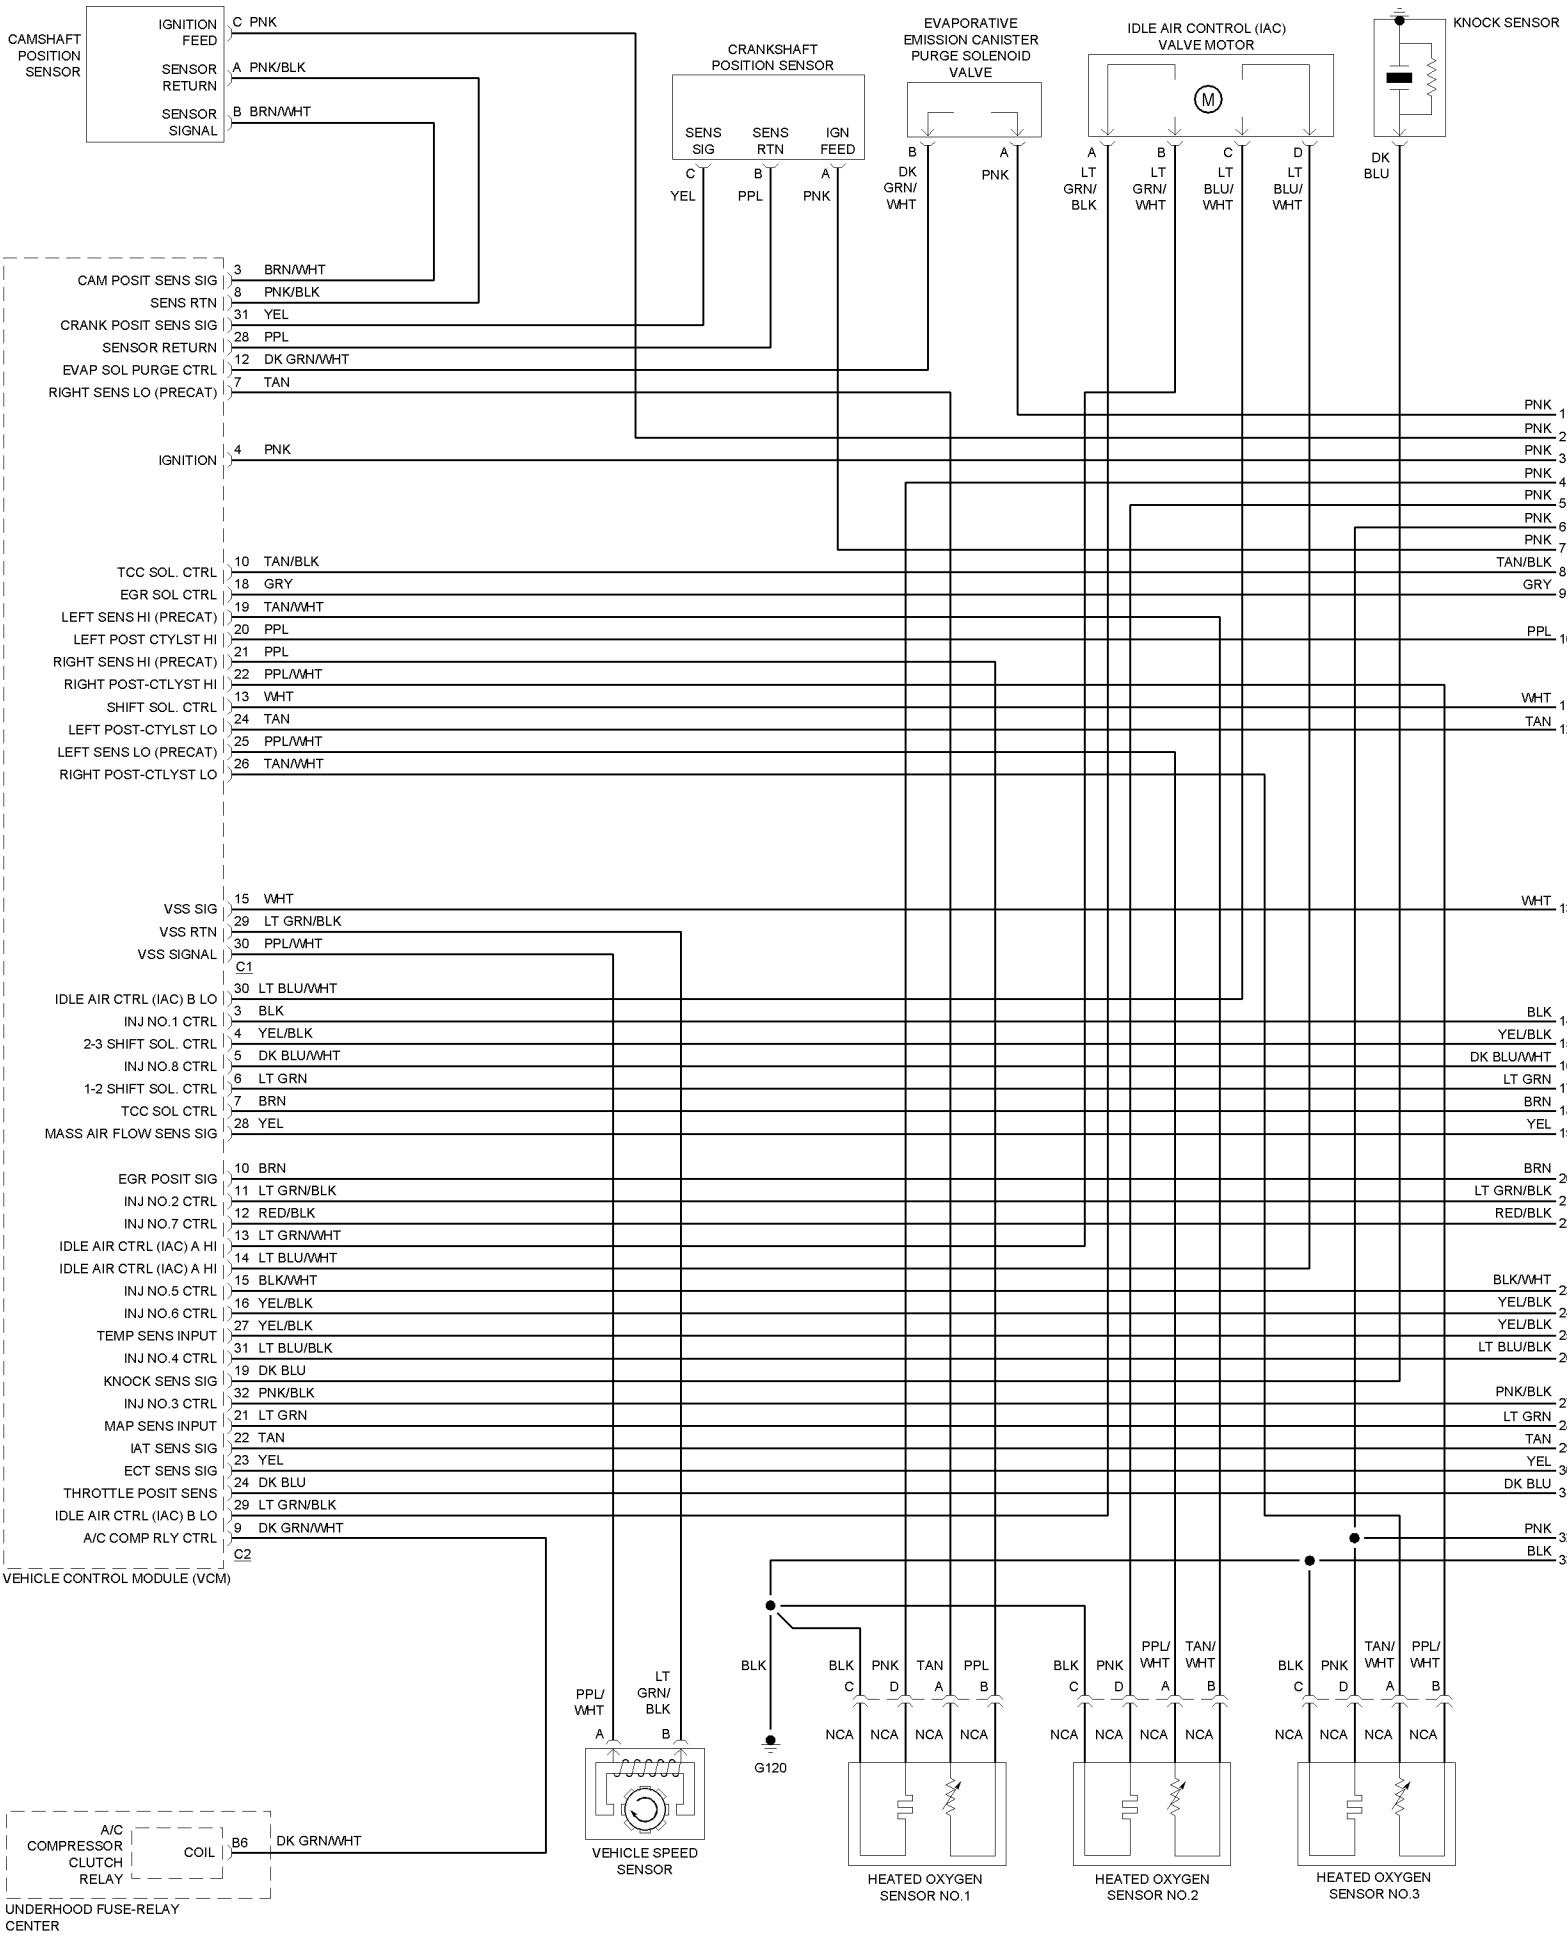 CAMSHAFT
POSITION
SENSOR
IGNITION
FEED
C PNK
SENSOR
RETURN
A PNK/BLK
SENSOR
SIGNAL
B BRN/WHT
CRANKSHAFT
POSITION SENSOR
SENS
SIG
SENS
RTN
IGN
FEED
C
B
A
YEL
PPL
PNK
EVAPORATIVE
EMISSION CANISTER
PURGE SOLENOID
VALVE
B
DK
GRN/
WHT
A
PNK
IDLE AIR CONTROL (IAC)
VALVE MOTOR
M
A
LT
GRN/
BLK
B
LT
GRN/
WHT
C
LT
BLU/
WHT
D
LT
BLU/
WHT
KNOCK SENSOR
DK
BLU
CAM POSIT SENS SIG 3 BRN/WHT
SENS RTN 8 PNK/BLK
CRANK POSIT SENS SIG 31 YEL
SENSOR RETURN 28 PPL
EVAP SOL PURGE CTRL 12 DK GRN/WHT
RIGHT SENS LO (PRECAT) 7 TAN
PNK 1
PNK 2
IGNITION 4 PNK PNK 3
PNK 4
PNK 5
PNK 6
PNK 7
TCC SOL. CTRL 10 TAN/BLK TAN/BLK 8
EGR SOL CTRL 18 GRY GRY 9
LEFT SENS HI (PRECAT) 19 TAN/WHT
LEFT POST CTYLST HI 20 PPL PPL
RIGHT SENS HI (PRECAT) 21 PPL
RIGHT POST-CTLYST HI 22 PPL/WHT
SHIFT SOL. CTRL 13 WHT WHT
LEFT POST-CTYLST LO 24 TAN TAN
LEFT SENS LO (PRECAT) 25 PPL/WHT
RIGHT POST-CTLYST LO 26 TAN/WHT
VSS SIG 15 WHT WHT
VSS RTN 29 LT GRN/BLK
VSS SIGNAL 30 PPL/WHT
C1
IDLE AIR CTRL (IAC) B LO 30 LT BLU/WHT
INJ NO.1 CTRL 3 BLK BLK
2-3 SHIFT SOL. CTRL 4 YEL/BLK YEL/BLK
INJ NO.8 CTRL 5 DK BLU/WHT DK BLU/WHT
1-2 SHIFT SOL. CTRL 6 LT GRN LT GRN
TCC SOL CTRL 7 BRN BRN
MASS AIR FLOW SENS SIG 28 YEL YEL
EGR POSIT SIG 10 BRN BRN
INJ NO.2 CTRL 11 LT GRN/BLK LT GRN/BLK
INJ NO.7 CTRL 12 RED/BLK RED/BLK
IDLE AIR CTRL (IAC) A HI 13 LT GRN/WHT
IDLE AIR CTRL (IAC) A HI 14 LT BLU/WHT
INJ NO.5 CTRL 15 BLK/WHT BLK/WHT
INJ NO.6 CTRL 16 YEL/BLK YEL/BLK
TEMP SENS INPUT 27 YEL/BLK YEL/BLK
INJ NO.4 CTRL 31 LT BLU/BLK LT BLU/BLK
KNOCK SENS SIG 19 DK BLU
INJ NO.3 CTRL 32 PNK/BLK PNK/BLK
MAP SENS INPUT 21 LT GRN LT GRN
IAT SENS SIG 22 TAN TAN
ECT SENS SIG 23 YEL YEL
THROTTLE POSIT SENS 24 DK BLU DK BLU
IDLE AIR CTRL (IAC) B LO 29 LT GRN/BLK
A/C COMP RLY CTRL 9 DK GRN/WHT
PNK
C2
BLK
VEHICLE CONTROL MODULE (VCM)
PPL/
WHT
A
LT
GRN/
BLK
B
VEHICLE SPEED
SENSOR
BLK
G120
BLK PNK TAN PPL
C D A B
NCA NCA NCA NCA
HEATED OXYGEN
SENSOR NO.1
BLK PNK PPL/
WHT TAN/
WHT
C D A B
NCA NCA NCA NCA
HEATED OXYGEN
SENSOR NO.2
BLK PNK TAN/
WHT PPL/
WHT
C D A B
NCA NCA NCA NCA
HEATED OXYGEN
SENSOR NO.3
A/C
COMPRESSOR
CLUTCH
RELAY
COIL
B6 DK GRN/WHT
UNDERHOOD FUSE-RELAY
CENTER